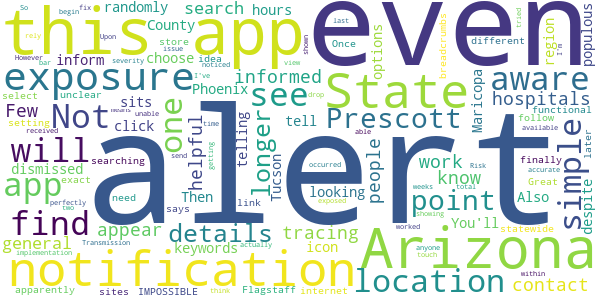 So begin fix randomly search hours this app even last tried
rely County store choose idea options different region populous
However bar issue inform Phoenix Once breadcrumbs I'm
Upon severity noticed view
exposure informed see State aware hospitals
select unclear I've shown drop Maricopa functional
Few Not one longer Prescott simple
setting sits helpful telling tell able follow later
received unable means time
dismissed click Tucson people work available despite
will searching send getting looking know finally
app exact need Then link alert point Great Risk accurate
find says occurred weeks total Also You'll
perfectly two appear details tracing showing statewide
general keywords icon exposed worked Arizona
Transmission actually anyone within
notification location contact
implementation think touch
apparently sites IMPOSSIBLE Flagstaff internet